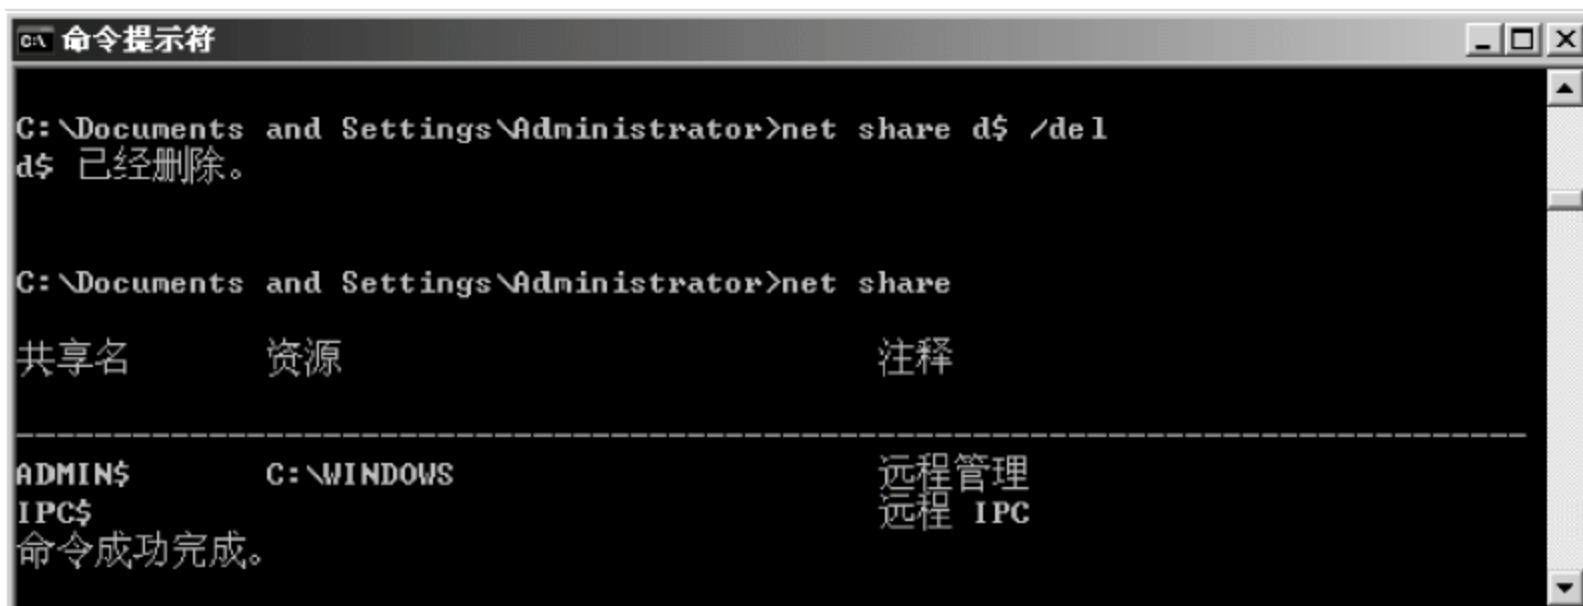 命令提示符
C:\Documents and Settings\Administrator>net share d$ /del
d$ 已经删除。
C:\Documents and Settings\Administrator>net share
共享名 资源 注释
-------------------------------------------------------------------------------
ADMIN$ C:\WINDOWS 远程管理
IPC$ 远程 IPC
命令成功完成。